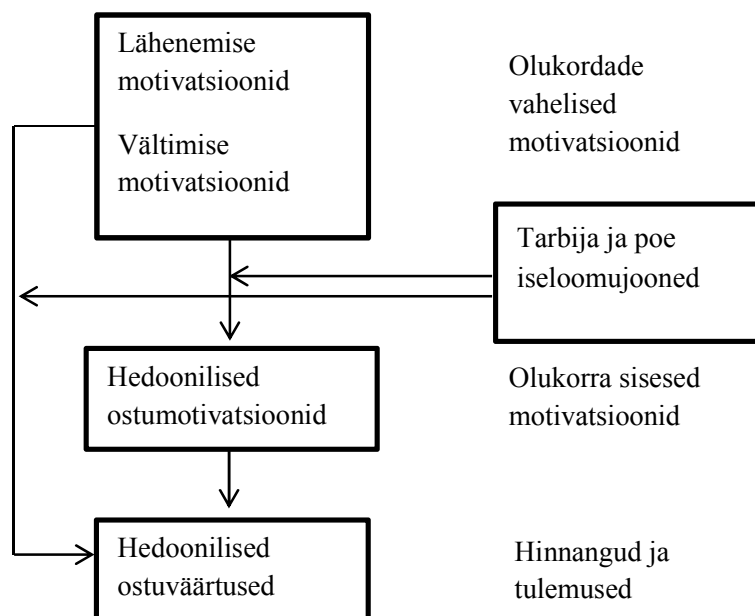 Lähenemise
motivatsioonid
Vältimise
motivatsioonid
Olukordade
vahelised
motivatsioonid
Tarbija ja poe
iseloomujooned
Hedoonilised
ostumotivatsioonid
Olukorra sisesed
motivatsioonid
Hedoonilised
ostuväärtused
Hinnangud ja
tulemused